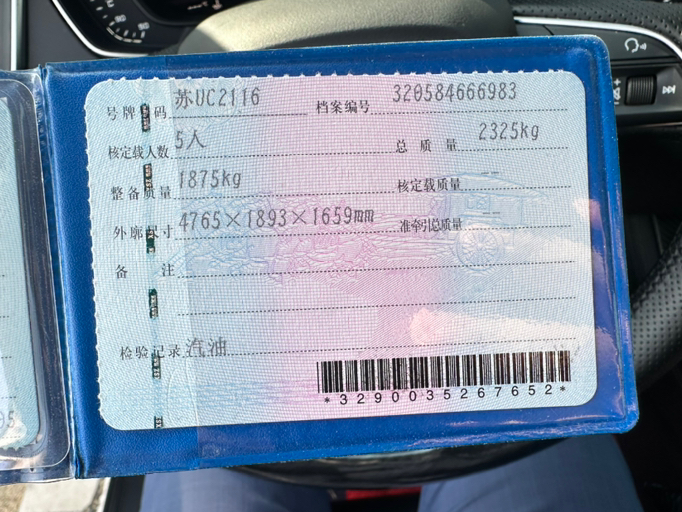 号牌号码 苏UC2116 档案编号 320584666983
核定载人数 5人 总质量 2325kg
整备质量 1875kg 核定载质量 --
外廓尺寸 4765×1893×1659mm 准牵引总质量 --
备注
检验记录 汽油
*3290035267652*